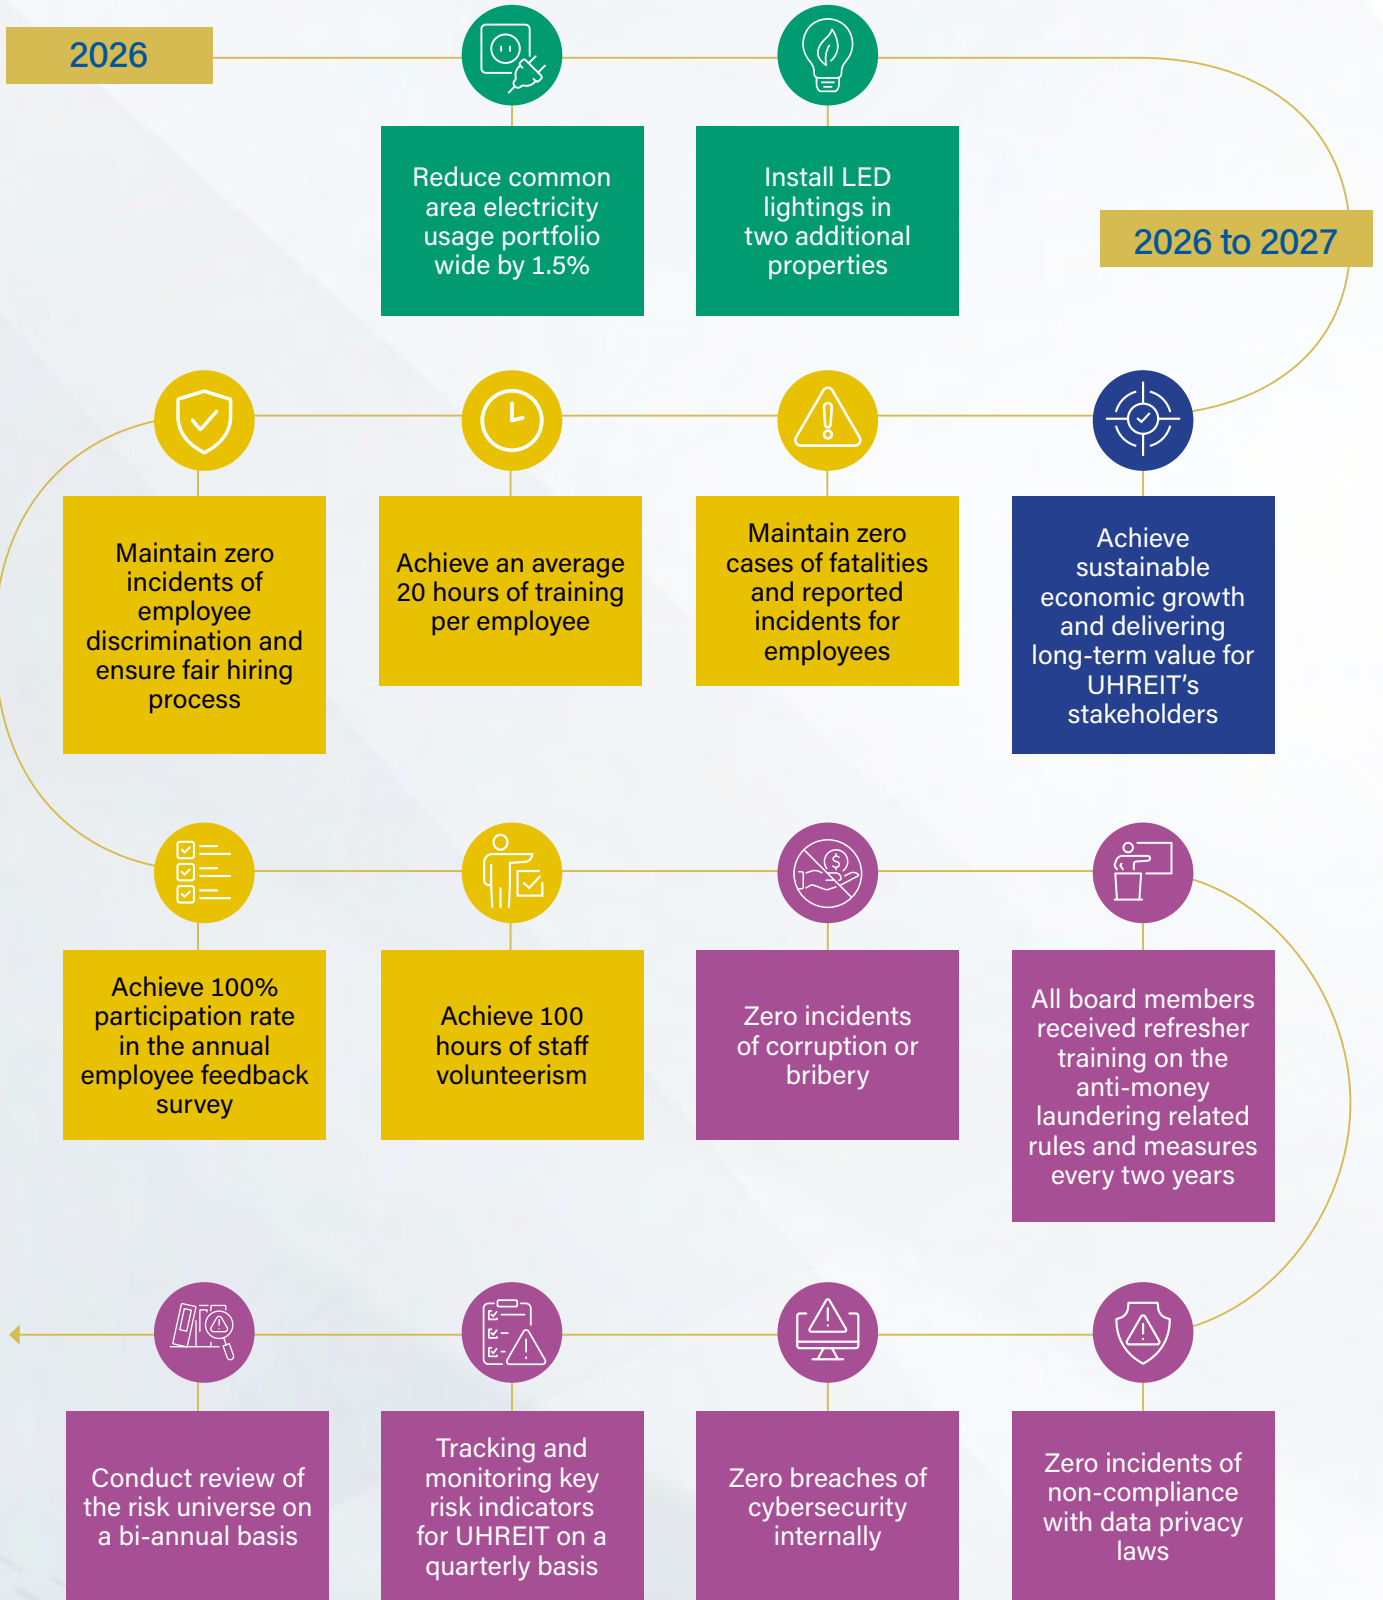 2026
Reduce common
area electricity
usage portfolio
wide by 1.5%
Install LED
lightings in
two additional
properties
2026 to 2027
Achieve
sustainable
economic growth
and delivering
long-term value for
UHREIT’s
stakeholders
Maintain zero
cases of fatalities
and reported
incidents for
employees
Achieve an average
20 hours of training
per employee
Maintain zero
incidents of
employee
discrimination and
ensure fair hiring
process
Achieve 100%
participation rate
in the annual
employee feedback
survey
Achieve 100
hours of staff
volunteerism
Zero incidents
of corruption or
bribery
All board members
received refresher
training on the
anti-money
laundering related
rules and measures
every two years
Zero incidents of
non-compliance
with data privacy
laws
Zero breaches of
cybersecurity
internally
Tracking and
monitoring key
risk indicators
for UHREIT on a
quarterly basis
Conduct review of
the risk universe on
a bi-annual basis